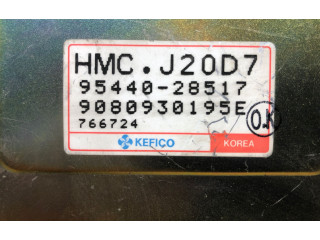 HMC. J20D7
95440-28517
9080930195E
O.K
766724
KEFICO KOREA